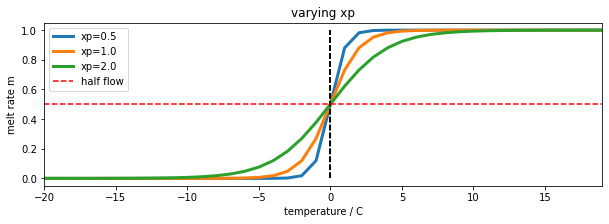 varying xp
melt rate m
1.0
0.8
0.6
0.4
0.2
0.0
xp=0.5
xp=1.0
xp=2.0
half flow
−20
−15
−10
−5
0
5
10
15
temperature / C